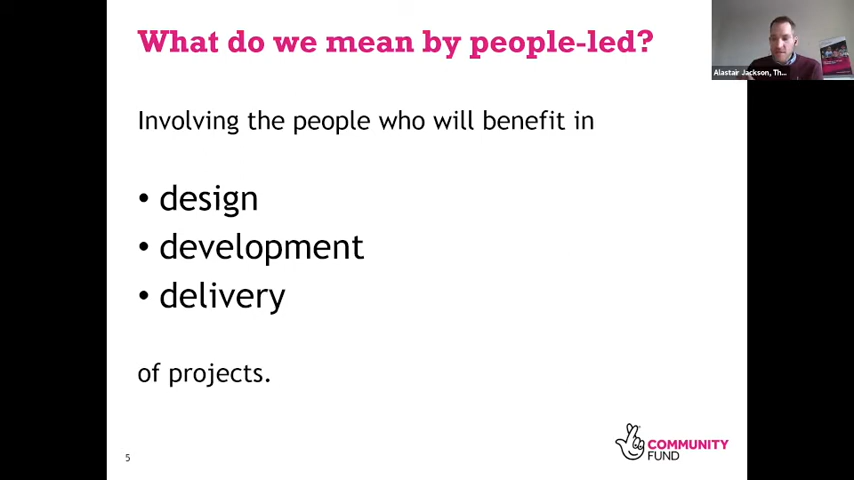 What do we mean by people-led?
Alastair Jackson, Th...
Involving the people who will benefit in
• design
• development
• delivery
of projects.
COMMUNITY
FUND
5